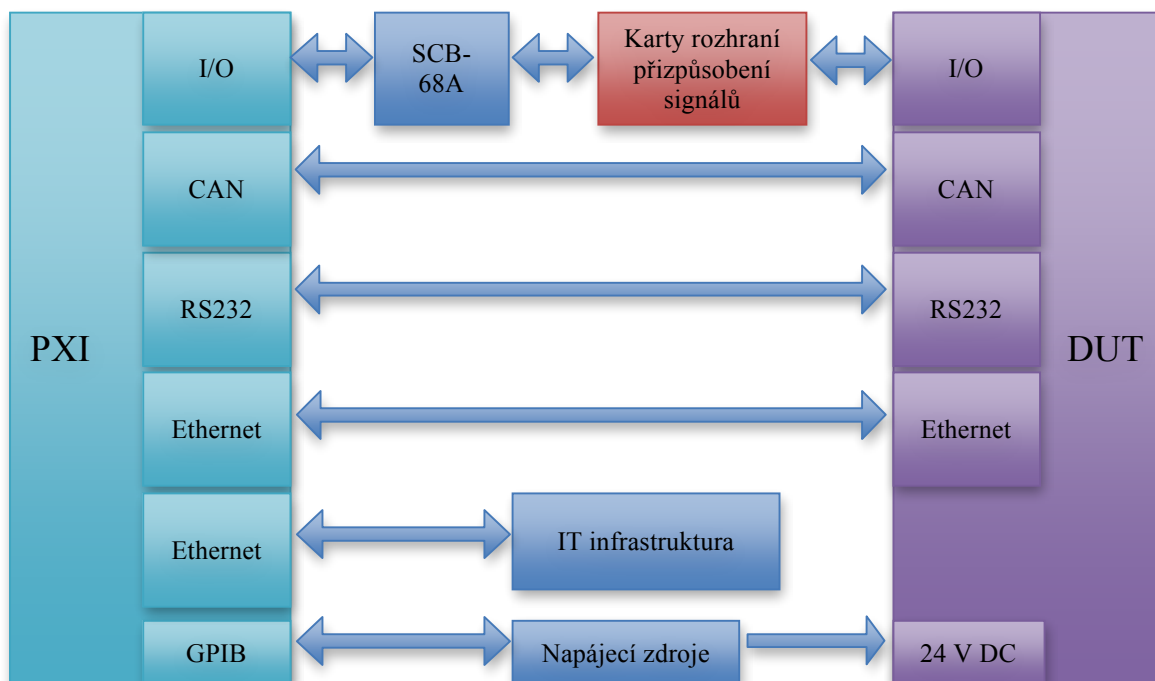 PXI
I/O
SCB-
68A
Karty rozhraní
přizpůsobení
signálů
I/O
CAN
CAN
RS232
RS232
DUT
Ethernet
Ethernet
Ethernet
IT infrastruktura
GPIB
Napájecí zdroje
24 V DC